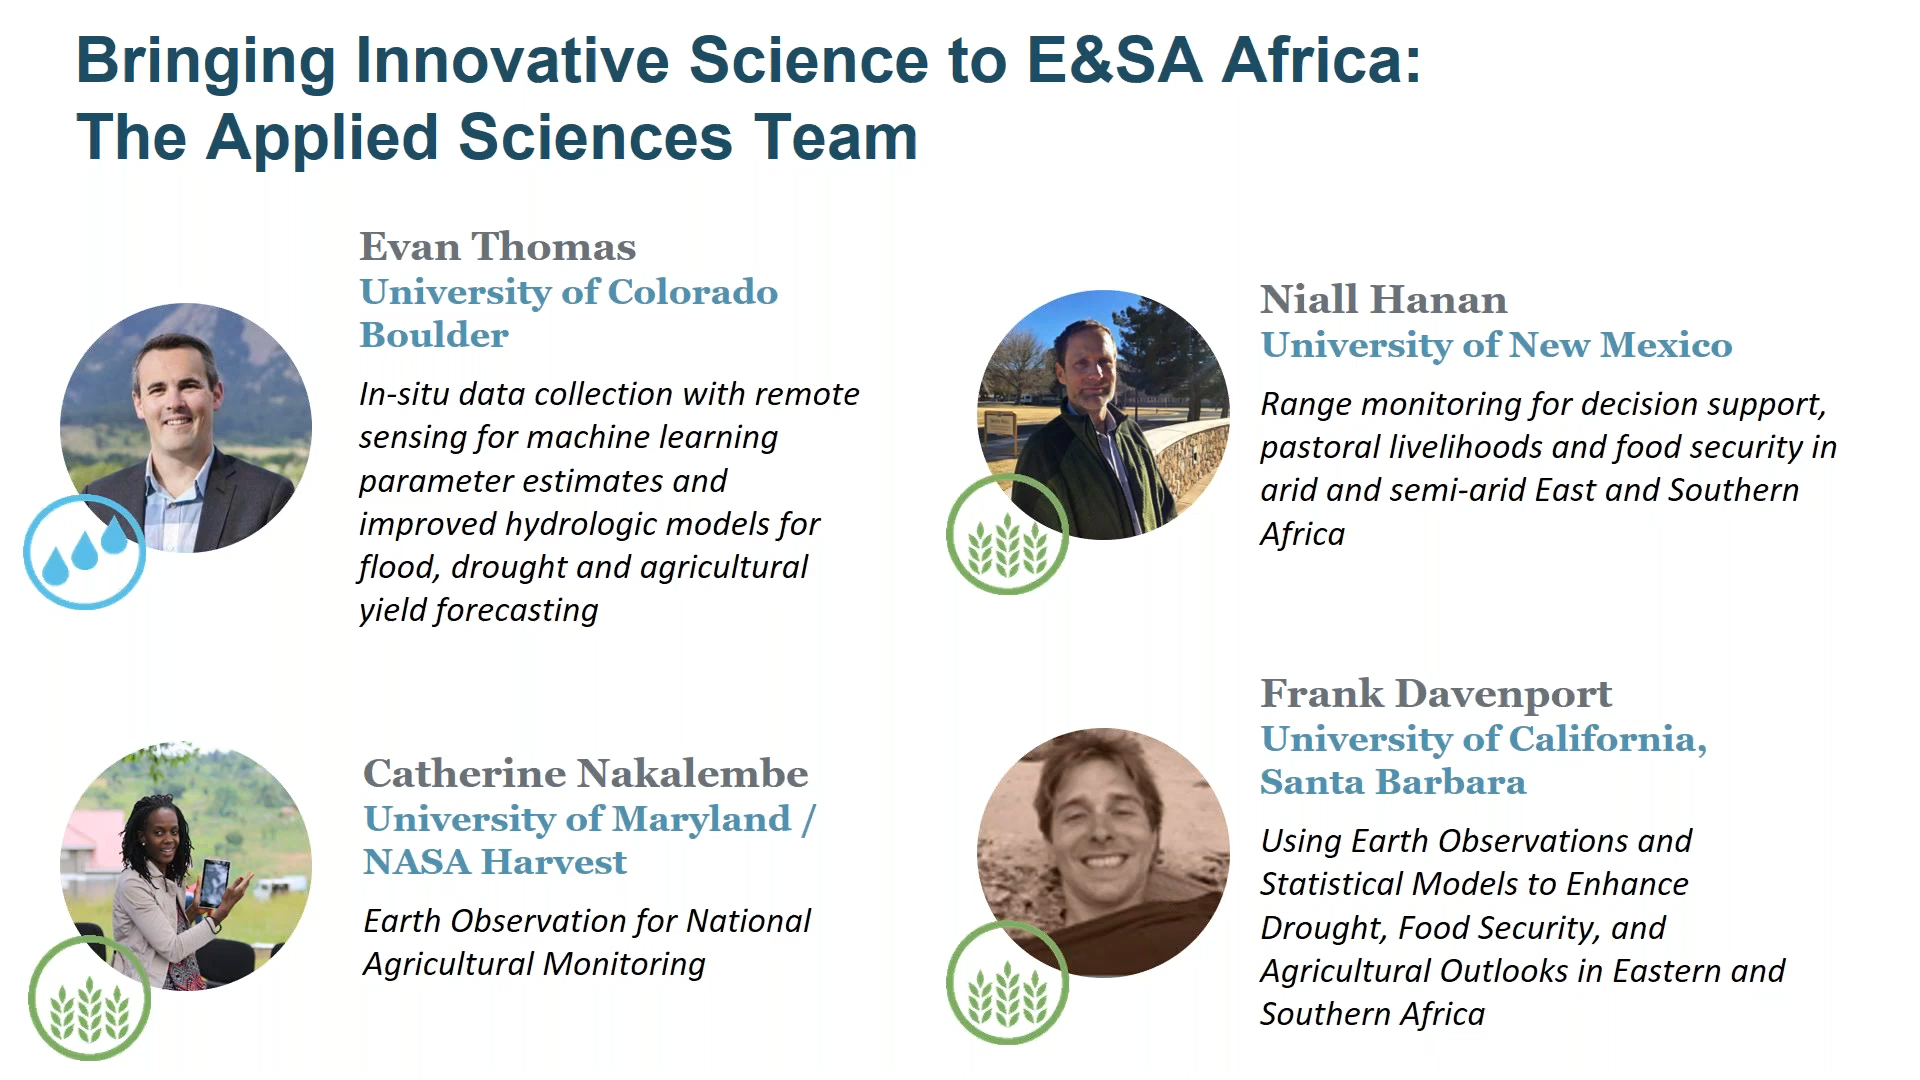 Bringing Innovative Science to E&SA Africa:
The Applied Sciences Team
Evan Thomas
University of Colorado
Boulder
In-situ data collection with remote
sensing for machine learning
parameter estimates and
improved hydrologic models for
flood, drought and agricultural
yield forecasting
Niall Hanan
University of New Mexico
Range monitoring for decision support,
pastoral livelihoods and food security in
arid and semi-arid East and Southern
Africa
Catherine Nakalembe
University of Maryland /
NASA Harvest
Earth Observation for National
Agricultural Monitoring
Frank Davenport
University of California,
Santa Barbara
Using Earth Observations and
Statistical Models to Enhance
Drought, Food Security, and
Agricultural Outlooks in Eastern and
Southern Africa